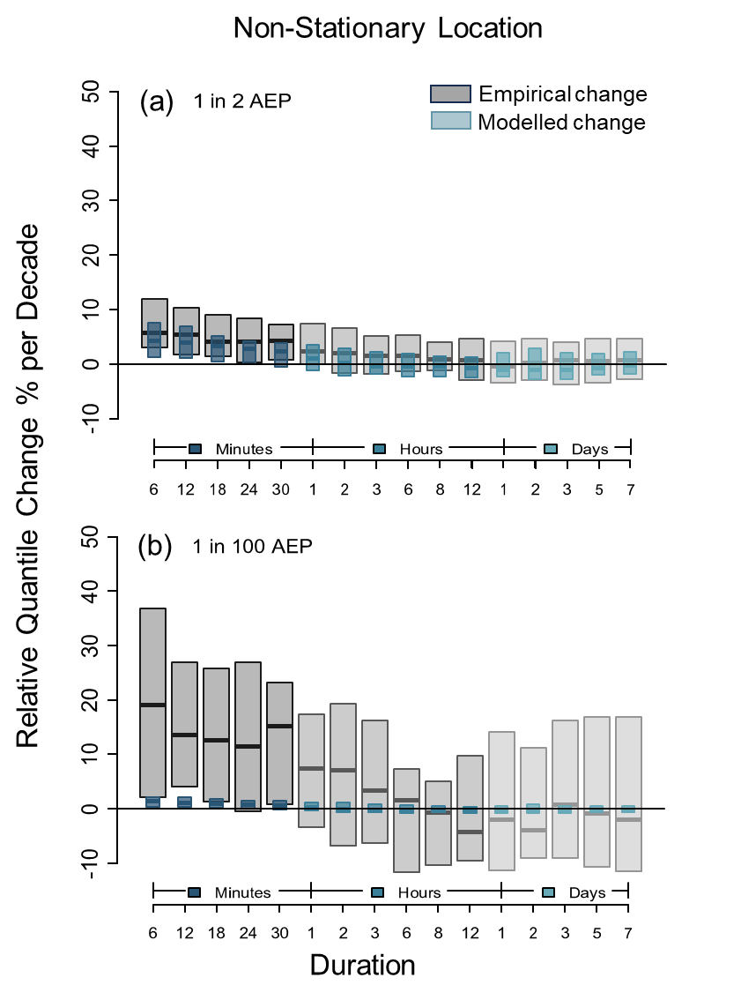 Non-Stationary Location
Relative Quantile Change % per Decade
(a) 1 in 2 AEP
Empirical change
Modelled change
50
40
30
20
10
0
-10
Minutes Hours Days
6 12 18 24 30 1 2 3 6 8 12 1 2 3 5 7
(b) 1 in 100 AEP
50
40
30
20
10
0
-10
Minutes Hours Days
6 12 18 24 30 1 2 3 6 8 12 1 2 3 5 7
Duration